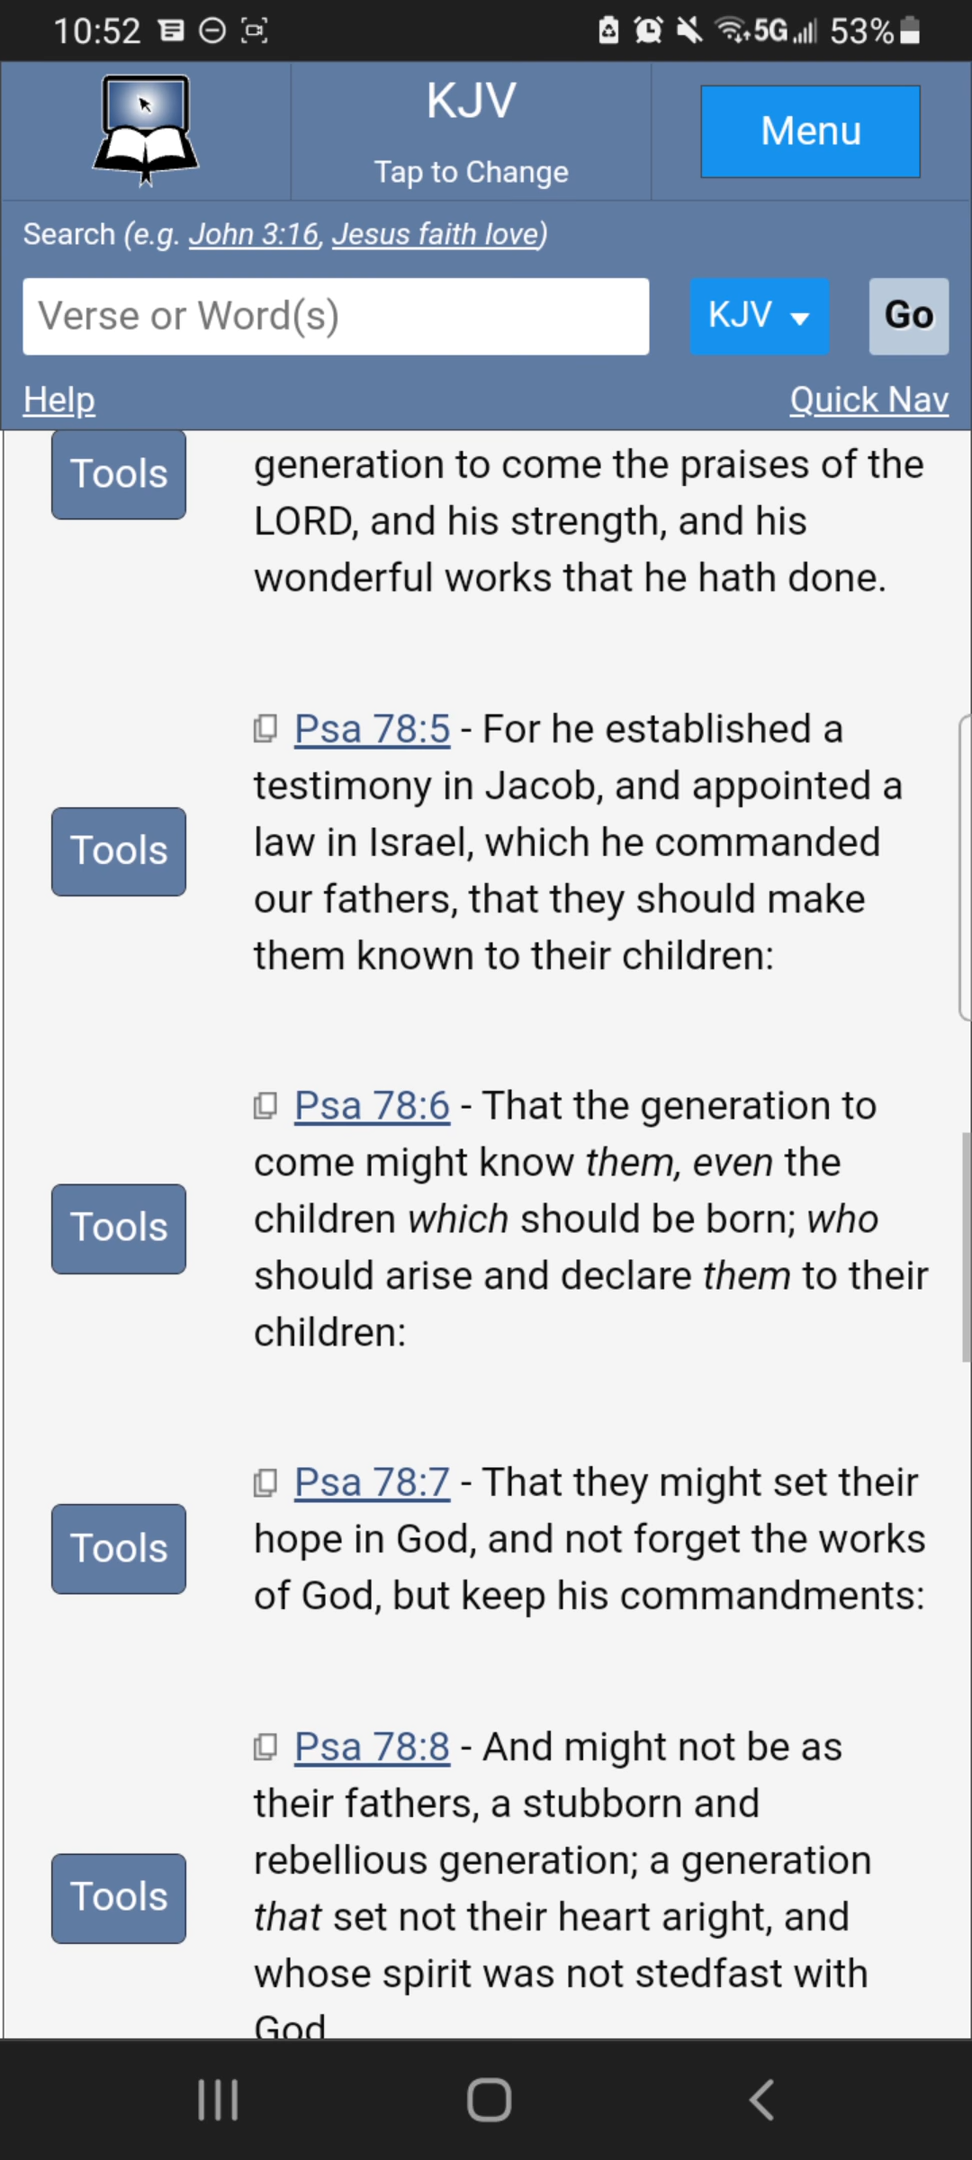 10:52 5G 53%
KJV
Tap to Change
Menu
Search (e.g. John 3:16, Jesus faith love)
Verse or Word(s)
KJV
Go
Help
Quick Nav
Tools
generation to come the praises of the
LORD, and his strength, and his
wonderful works that he hath done.
Psa 78:5 - For he established a
testimony in Jacob, and appointed a
Tools
law in Israel, which he commanded
our fathers, that they should make
them known to their children:
Psa 78:6 - That the generation to
come might know them, even the
Tools
children which should be born; who
should arise and declare them to their
children:
Psa 78:7 - That they might set their
Tools
hope in God, and not forget the works
of God, but keep his commandments:
Psa 78:8 - And might not be as
their fathers, a stubborn and
rebellious generation; a generation
Tools
that set not their heart aright, and
whose spirit was not stedfast with
God